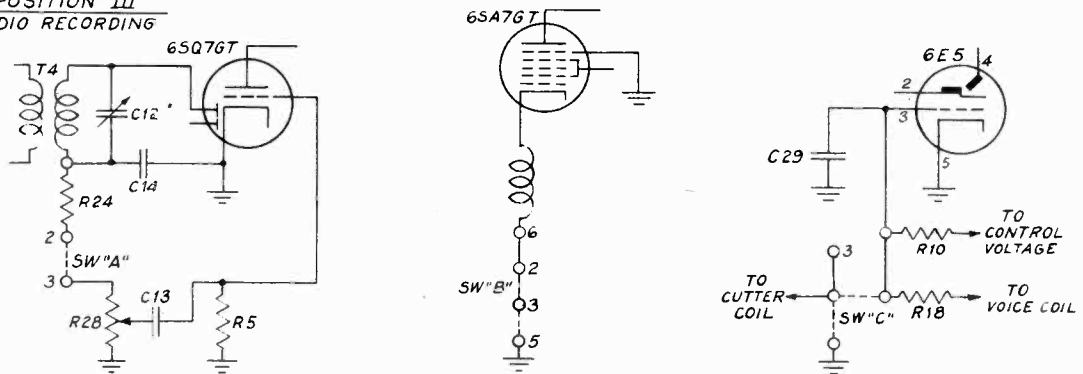 POSITION III
DIO RECORDING
6SQ7GT
T4
C12
C14
R24
2
SW"A"
3
C13
R28
R5
6SA7GT
6
2
SW"B"
3
5
6E5
4
2
3
5
C29
3
TO
CONTROL
VOLTAGE
R10
TO
CUTTER
COIL
SW"C"
R18
TO
VOICE COIL